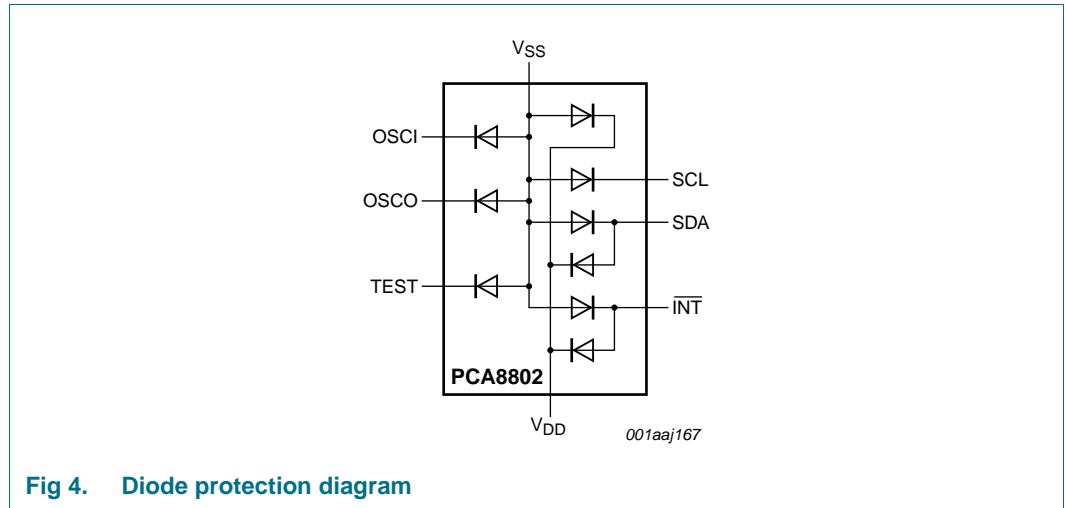 VSS
OSCI
SCL
OSCO
SDA
TEST
INT
PCA8802
VDD
001aaj167
Fig 4. Diode protection diagram